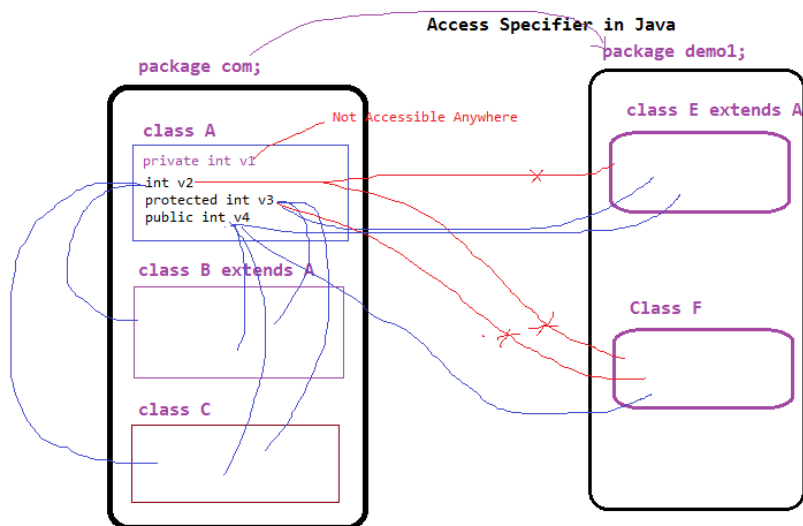 Access Specifier in Java
package com;
package demo1;
class A
Not Accessible Anywhere
private int v1
int v2
protected int v3
public int v4
class B extends A
class C
class E extends A
Class F